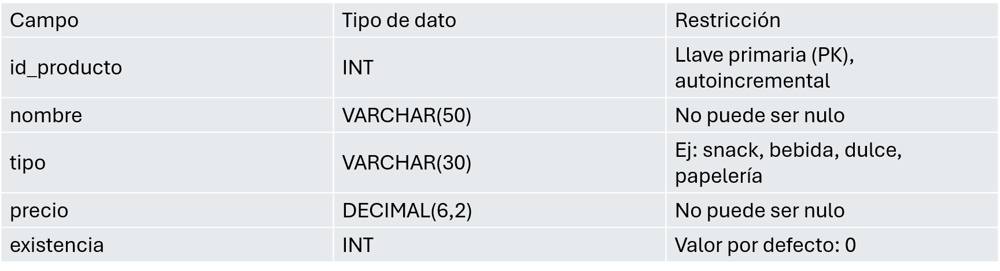 Campo Tipo de dato Restricción
id_producto INT Llave primaria (PK),
autoincremental
nombre VARCHAR(50) No puede ser nulo
tipo VARCHAR(30) Ej: snack, bebida, dulce,
papelería
precio DECIMAL(6,2) No puede ser nulo
existencia INT Valor por defecto: 0